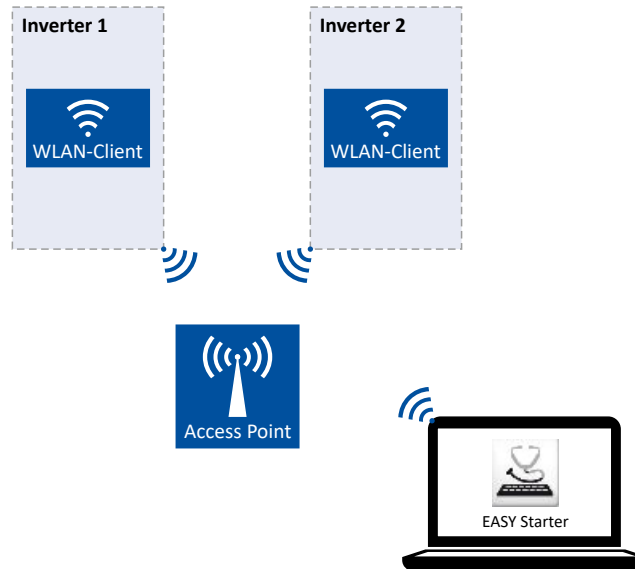 Inverter 1
Inverter 2
WLAN-Client
WLAN-Client
Access Point
EASY Starter